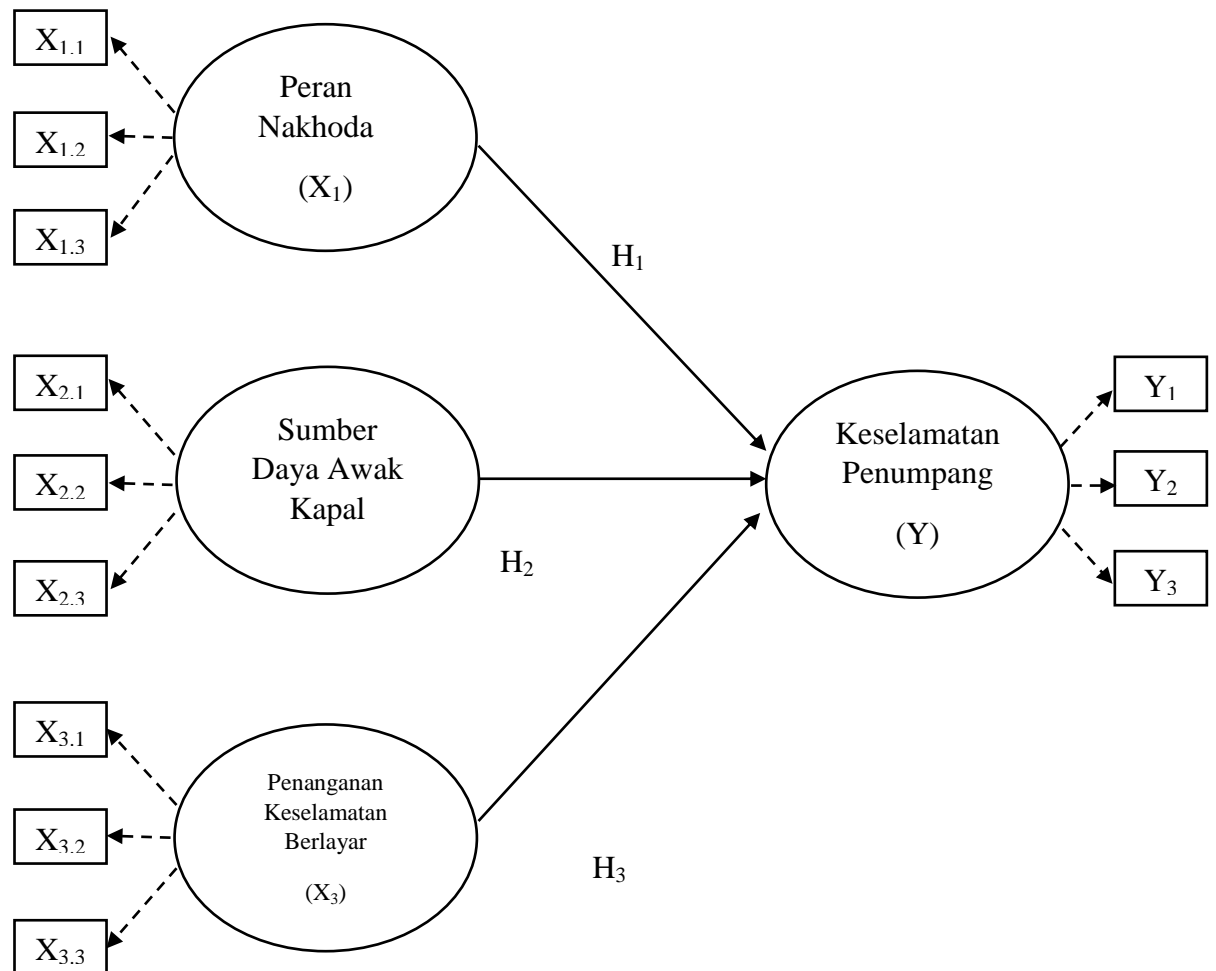 X₁.₁
X₁.₂
X₁.₃
Peran
Nakhoda
(X₁)
H₁
X₂.₁
X₂.₂
X₂.₃
Sumber
Daya Awak
Kapal
H₂
Keselamatan
Penumpang
(Y)
Y₁
Y₂
Y₃
X₃.₁
X₃.₂
X₃.₃
Penanganan
Keselamatan
Berlayar
(X₃)
H₃